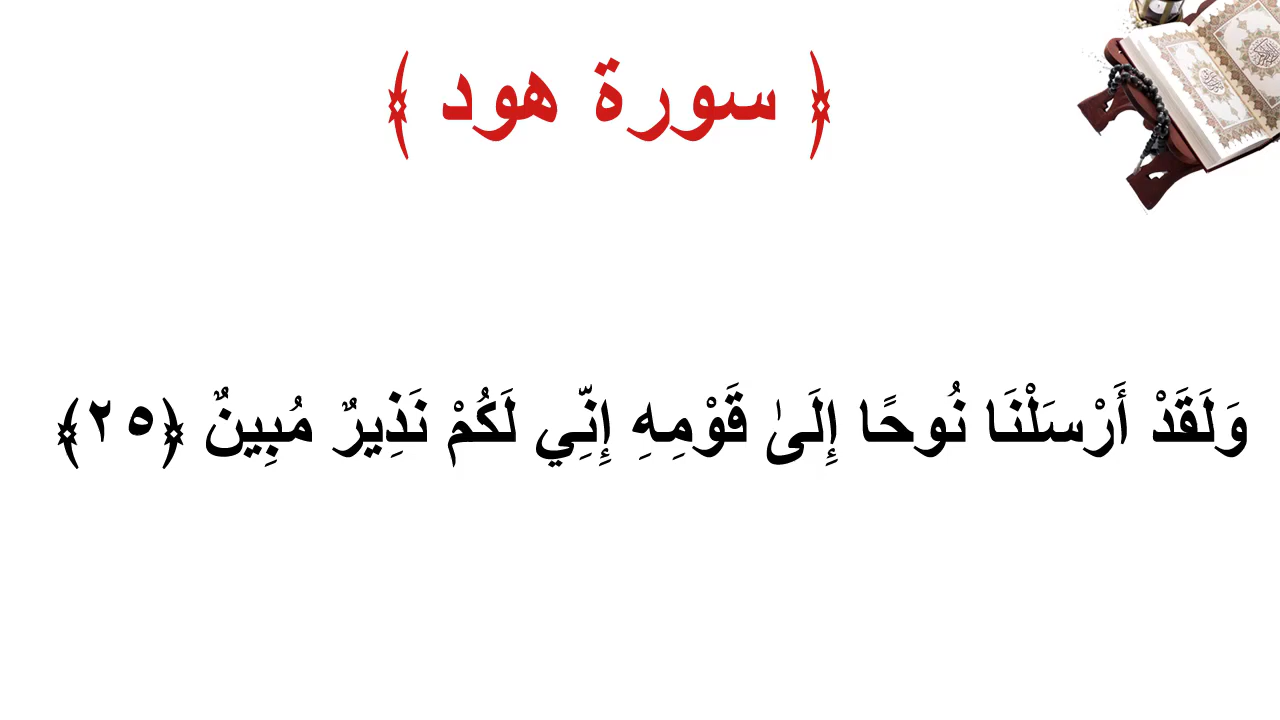 ﴿ سورة هود ﴾
وَلَقَدْ أَرْسَلْنَا نُوحًا إِلَىٰ قَوْمِهِ إِنِّي لَكُمْ نَذِيرٌ مُبِينٌ ﴿٢٥﴾